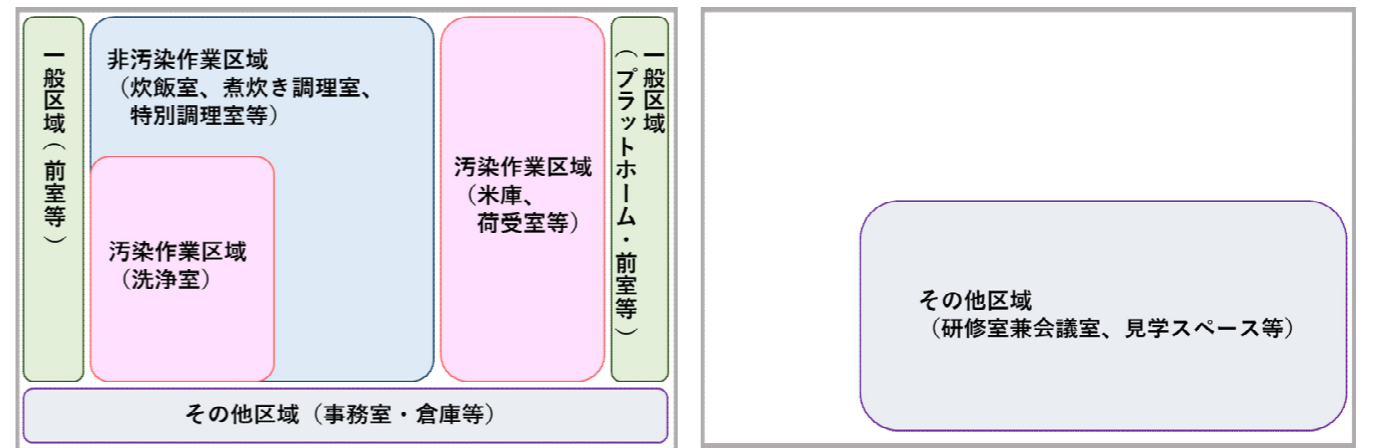 一般区域（前室等）
非汚染作業区域
（炊飯室、煮炊き調理室、
特別調理室等）
汚染作業区域
（洗浄室）
汚染作業区域
（米庫、
荷受室等）
一般区域
（プラットホーム・前室等）
その他区域（事務室・倉庫等）
その他区域
（研修室兼会議室、見学スペース等）